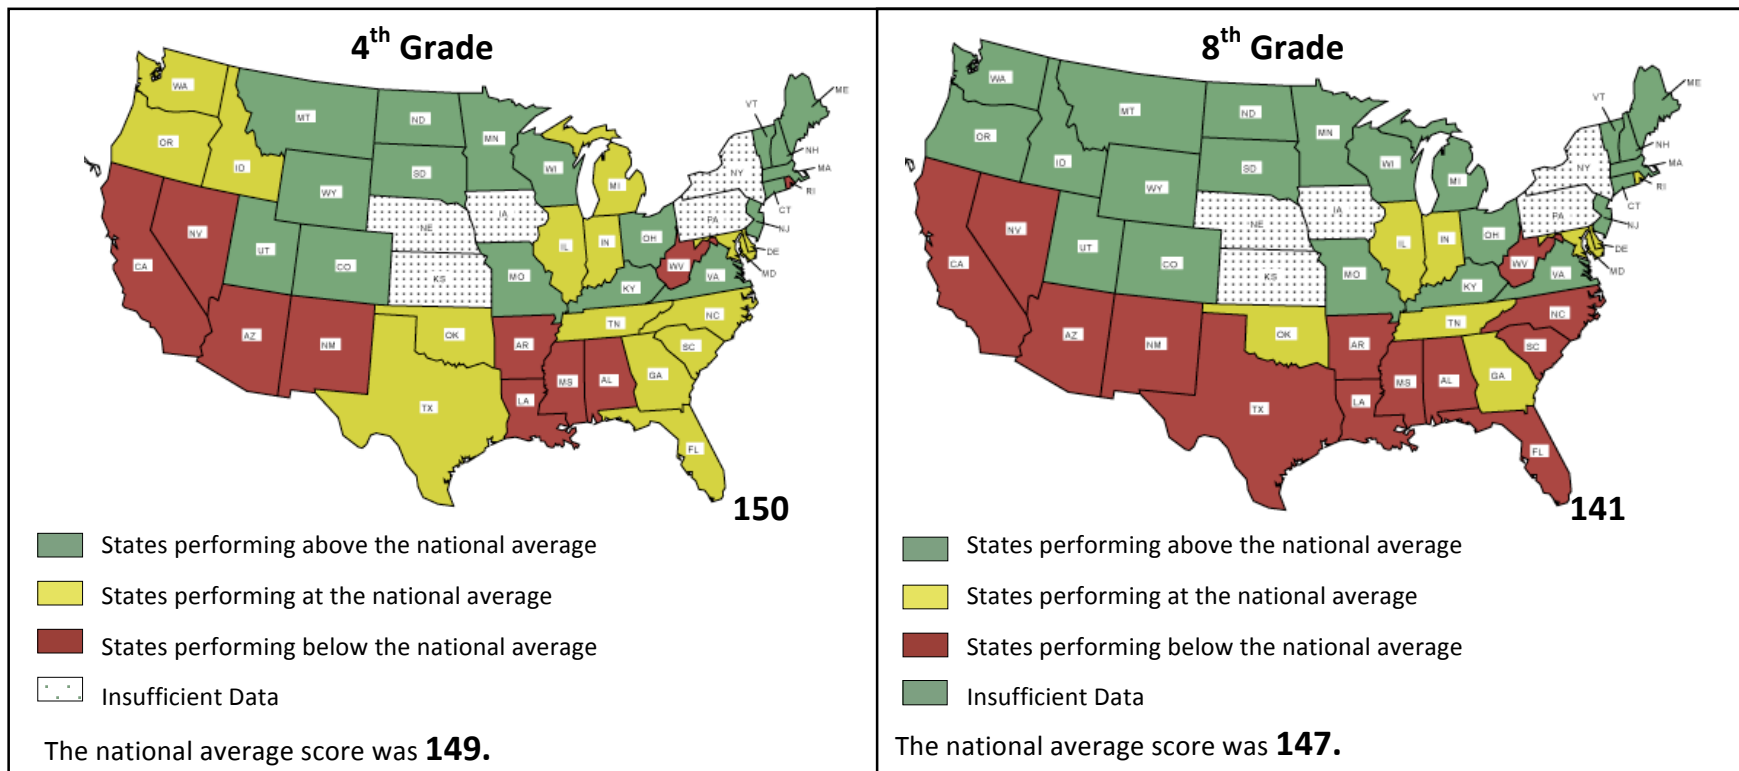 4th Grade
WA
OR
ID
MT
ND
MN
SD
WI
MI
WY
NE
IA
NV
UT
CO
CA
KS
MO
IL
IN
OH
KY
WV
VA
PA
NY
VT
ME
NH
MA
RI
CT
NJ
DE
MD
AZ
NM
OK
TX
AR
LA
MS
AL
TN
NC
SC
GA
FL
150
States performing above the national average
States performing at the national average
States performing below the national average
Insufficient Data
The national average score was 149.
8th Grade
WA
OR
ID
MT
ND
MN
SD
WI
MI
WY
NE
IA
NV
UT
CO
CA
KS
MO
IL
IN
OH
KY
WV
VA
PA
NY
VT
ME
NH
MA
RI
CT
NJ
DE
MD
AZ
NM
OK
TX
AR
LA
MS
AL
TN
NC
SC
GA
FL
141
States performing above the national average
States performing at the national average
States performing below the national average
Insufficient Data
The national average score was 147.